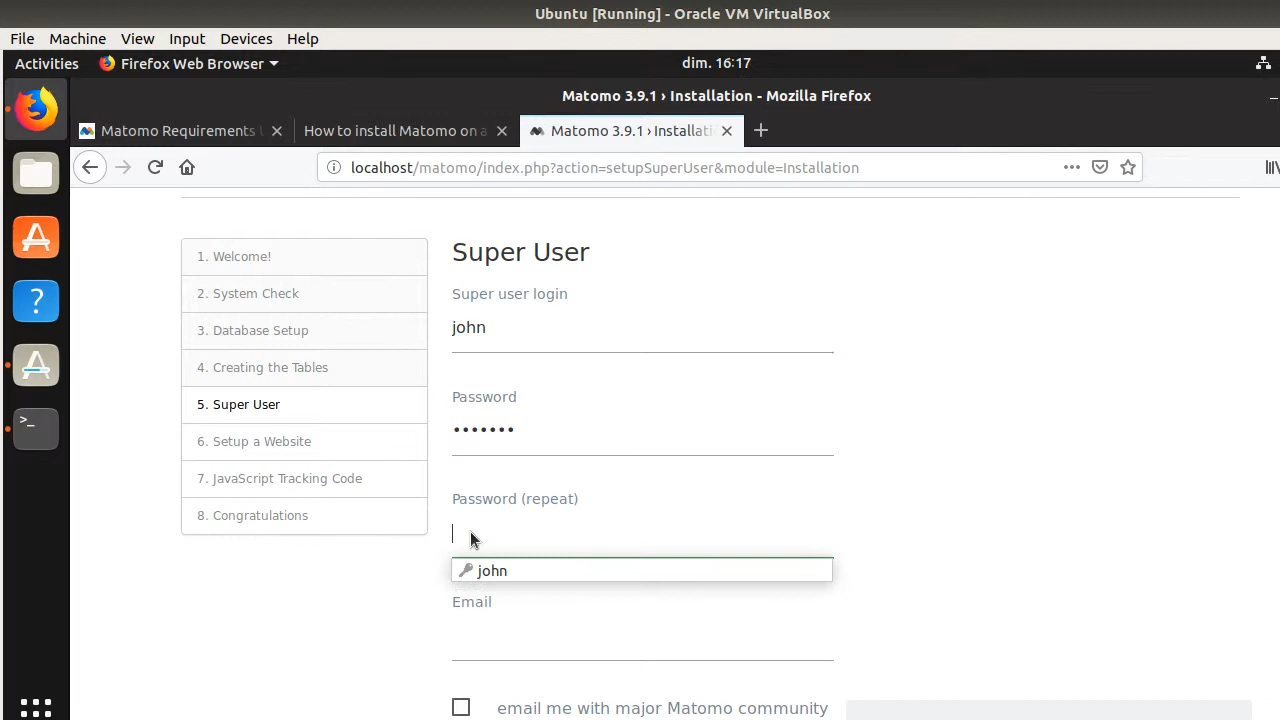 Ubuntu [Running] - Oracle VM VirtualBox
File Machine View Input Devices Help
Activities Firefox Web Browser dim. 16:17
Matomo 3.9.1 › Installation - Mozilla Firefox
Matomo Requirements How to install Matomo on a Matomo 3.9.1 › Installati
localhost/matomo/index.php?action=setupSuperUser&module=Installation
1. Welcome!
2. System Check
3. Database Setup
4. Creating the Tables
5. Super User
6. Setup a Website
7. JavaScript Tracking Code
8. Congratulations
Super User
Super user login
john
Password
•••••••
Password (repeat)
john
Email
email me with major Matomo community